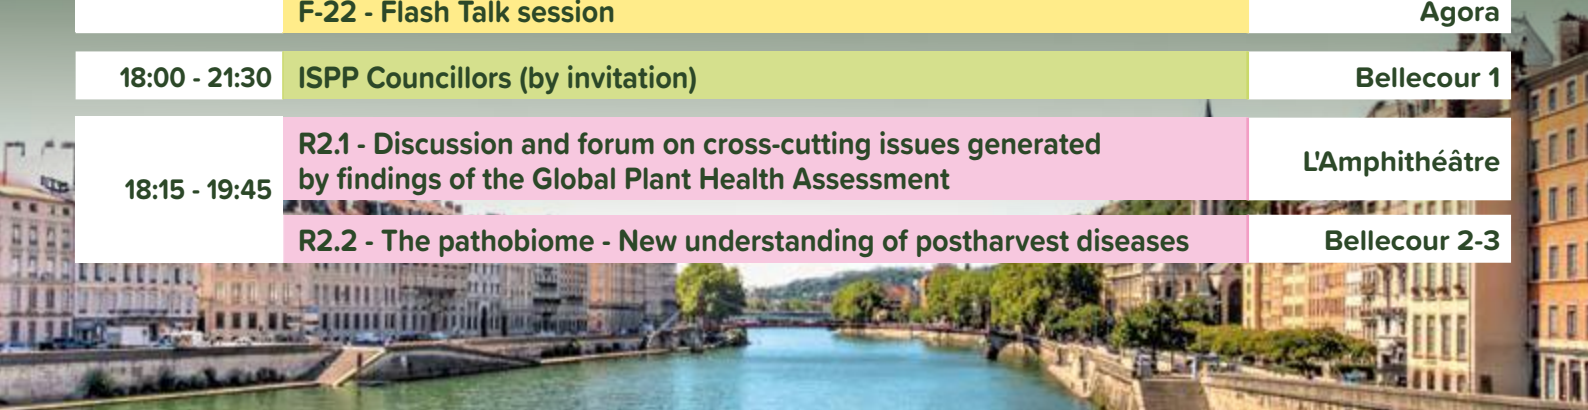 F-22 - Flash Talk session Agora
18:00 - 21:30 ISPP Councillors (by invitation) Bellecour 1
18:15 - 19:45
R2.1 - Discussion and forum on cross-cutting issues generated
by findings of the Global Plant Health Assessment
L'Amphithéâtre
R2.2 - The pathobiome - New understanding of postharvest diseases Bellecour 2-3